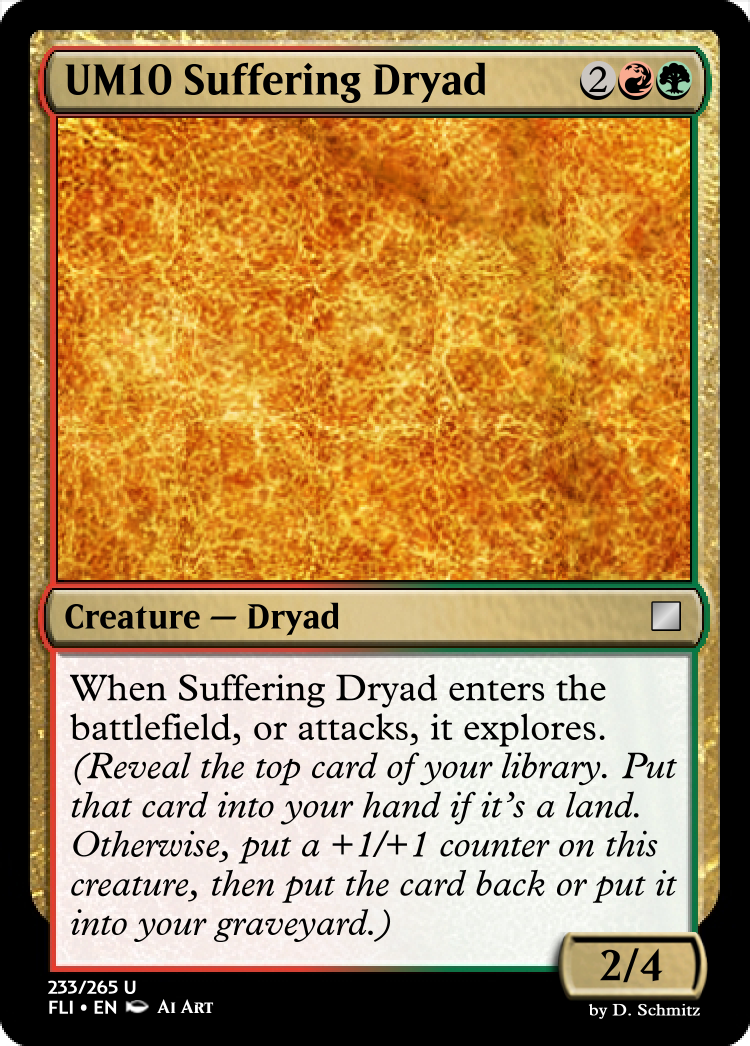 UM10 Suffering Dryad 2
Creature — Dryad
When Suffering Dryad enters the
battlefield, or attacks, it explores.
(Reveal the top card of your library. Put
that card into your hand if it's a land.
Otherwise, put a +1/+1 counter on this
creature, then put the card back or put it
into your graveyard.)
2/4
233/265 U
FLI • EN AI ART
by D. Schmitz